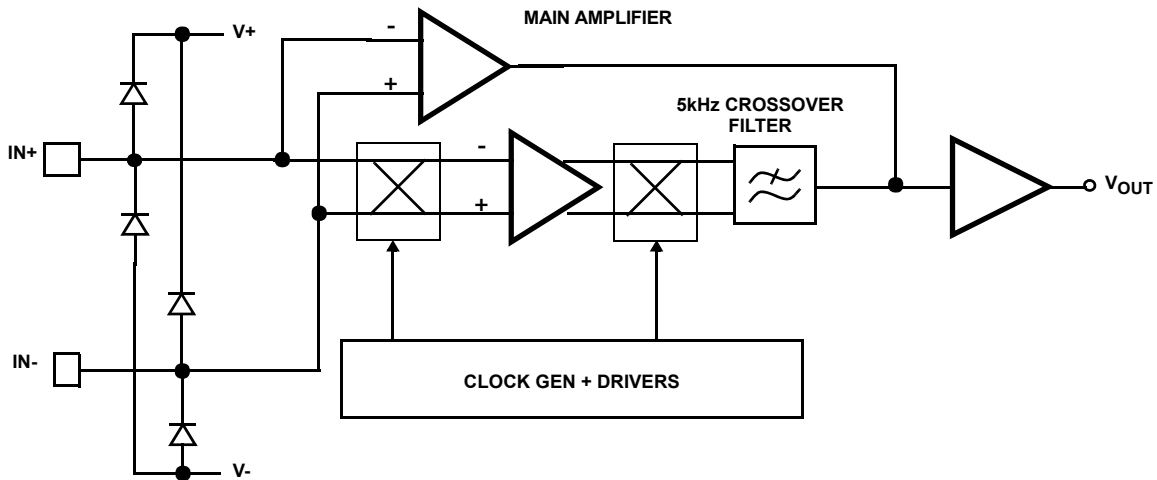 MAIN AMPLIFIER
V+
-
+
5kHz CROSSOVER
FILTER
IN+
-
+
VOUT
IN-
CLOCK GEN + DRIVERS
V-